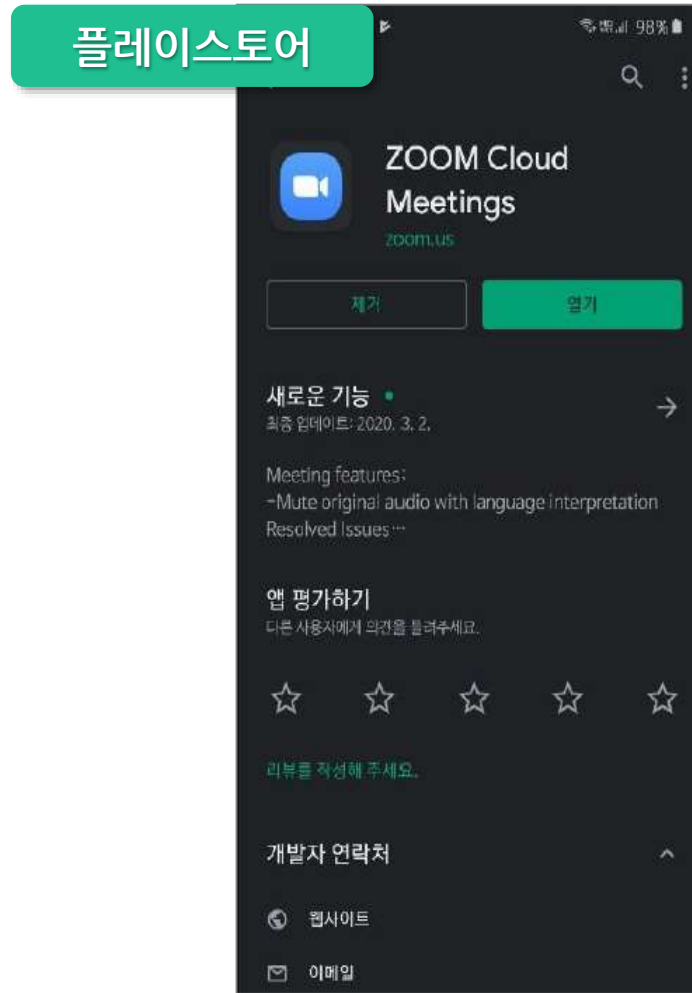 플레이스토어
98%
ZOOM Cloud
Meetings
zoom.us
제거
열기
새로운 기능
최종 업데이트: 2020. 3. 2.
Meeting features:
-Mute original audio with language interpretation
Resolved Issues…
앱 평가하기
다른 사용자에게 의견을 들려주세요.
리뷰를 작성해 주세요.
개발자 연락처
웹사이트
이메일